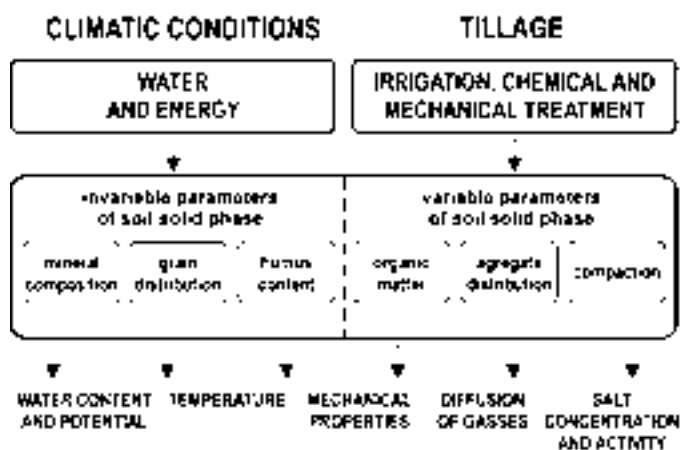 CLIMATIC CONDITIONS
TILLAGE
WATER
AND ENERGY
IRRIGATION, CHEMICAL AND
MECHANICAL TREATMENT
invariable parameters
of soil solid phase
variable parameters
of soil solid phase
mineral
composition
grain
distribution
humus
content
organic
matter
agregate
distribution
compaction
WATER CONTENT
AND POTENTIAL
TEMPERATURE
MECHANICAL
PROPERTIES
DIFFUSION
OF GASSES
SALT
CONCENTRATION
AND ACTIVITY